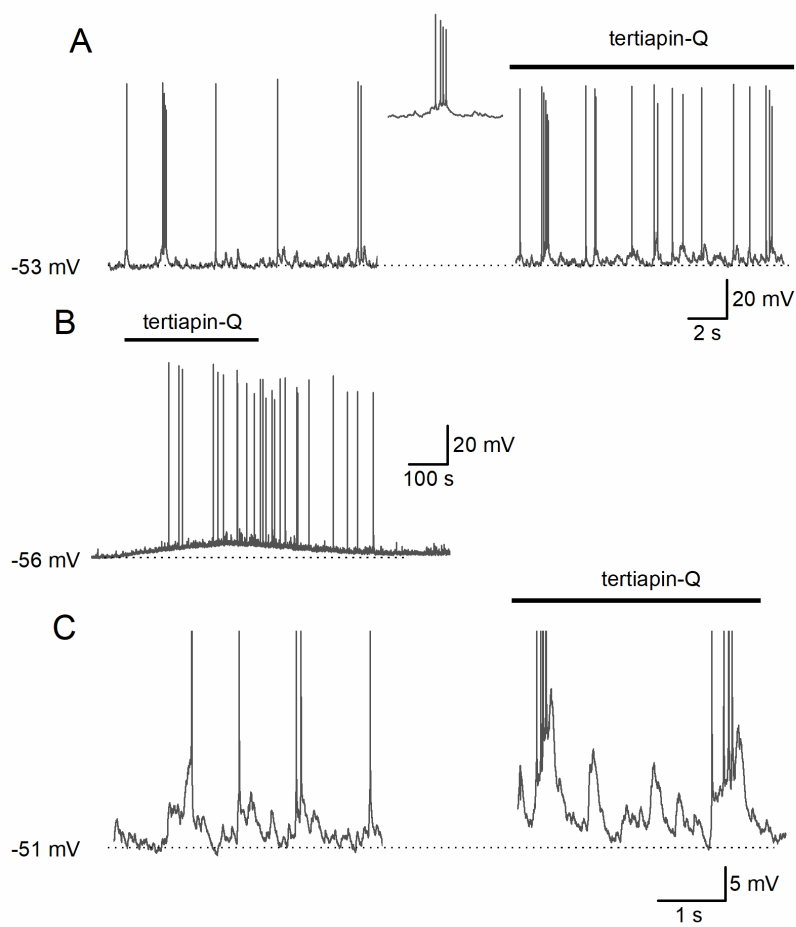 A
tertiapin-Q
-53 mV
20 mV
2 s
B
tertiapin-Q
20 mV
100 s
-56 mV
tertiapin-Q
C
-51 mV
5 mV
1 s